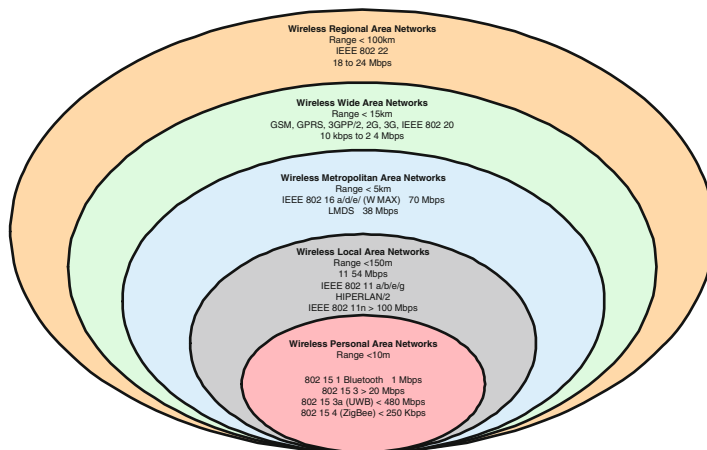 Wireless Regional Area Networks
Range < 100km
IEEE 802 22
18 to 24 Mbps
Wireless Wide Area Networks
Range < 15km
GSM, GPRS, 3GPP/2, 2G, 3G, IEEE 802 20
10 kbps to 2 4 Mbps
Wireless Metropolitan Area Networks
Range < 5km
IEEE 802 16 a/d/e/ (W MAX) 70 Mbps
LMDS 38 Mbps
Wireless Local Area Networks
Range <150m
11 54 Mbps
IEEE 802 11 a/b/e/g
HIPERLAN/2
IEEE 802 11n > 100 Mbps
Wireless Personal Area Networks
Range <10m
802 15 1 Bluetooth 1 Mbps
802 15 3 > 20 Mbps
802 15 3a (UWB) < 480 Mbps
802 15 4 (ZigBee) < 250 Kbps